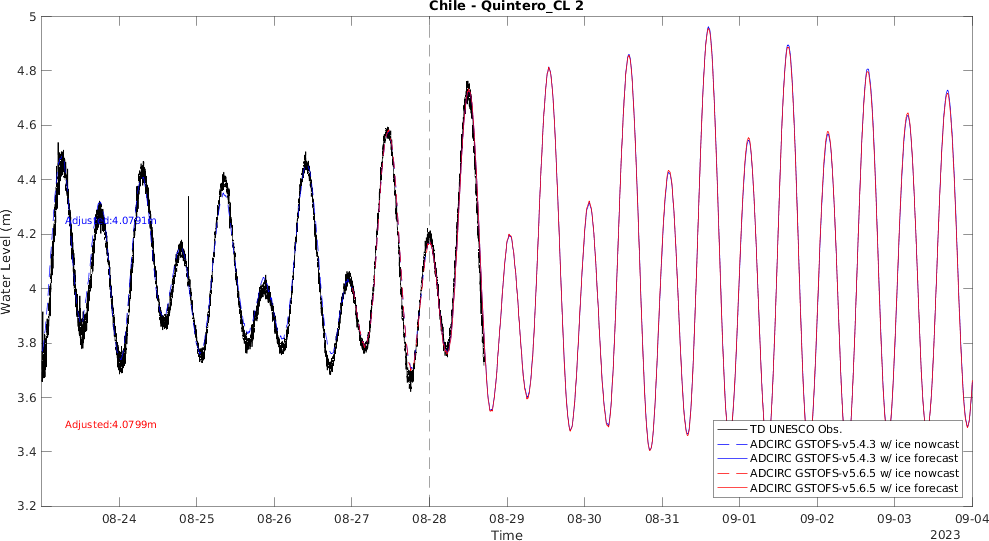 Chile - Quintero_CL 2
5
4.8
4.6
4.4
4.2
4
3.8
3.6
3.4
3.2
Water Level (m)
Adjusted:4.0791m
Adjusted:4.0799m
TD UNESCO Obs.
ADCIRC GSTOFS-v5.4.3 w/ ice nowcast
ADCIRC GSTOFS-v5.4.3 w/ ice forecast
ADCIRC GSTOFS-v5.6.5 w/ ice nowcast
ADCIRC GSTOFS-v5.6.5 w/ ice forecast
08-24 08-25 08-26 08-27 08-28 08-29 08-30 08-31 09-01 09-02 09-03 09-04
Time
2023